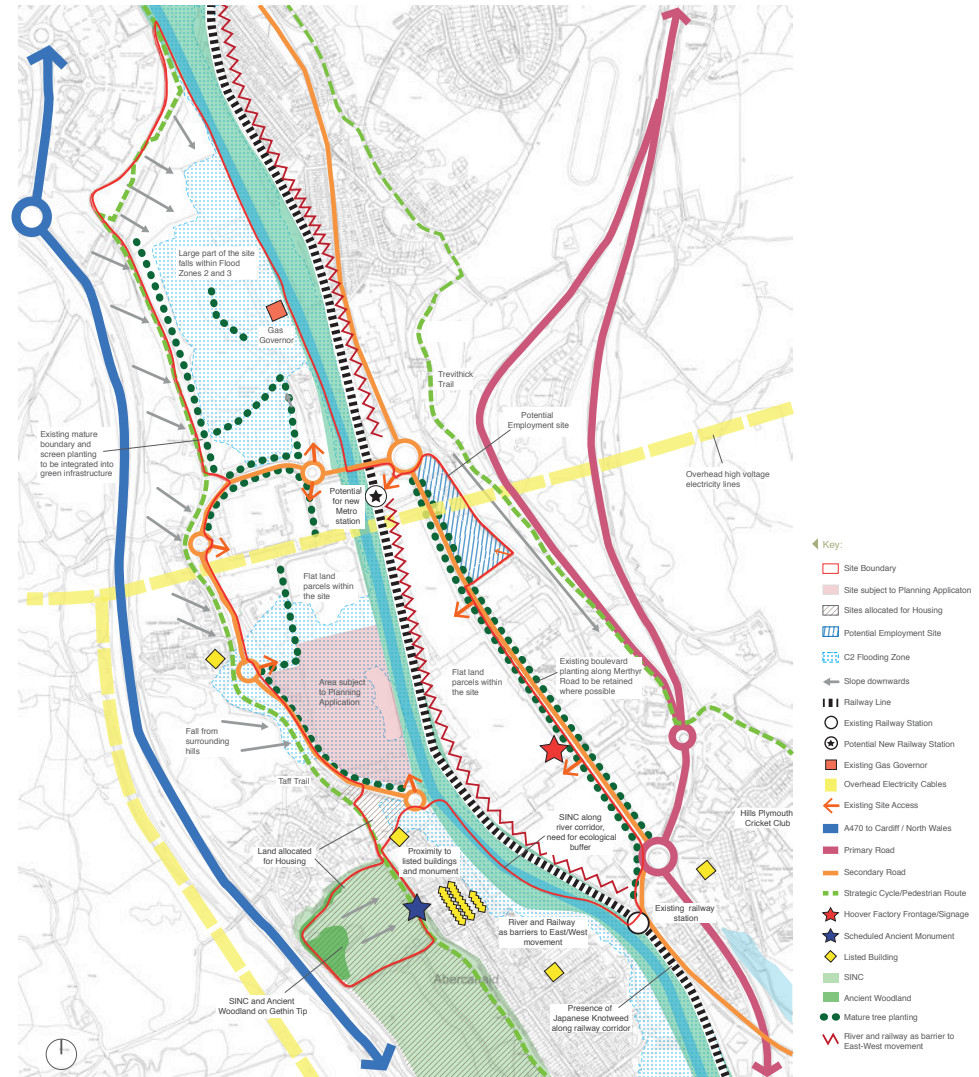 Large part of the site
falls within Flood
Zones 2 and 3
Gas
Governor
Trevithick
Trail
Potential
Employment site
Existing mature
boundary and
screen planting
to be integrated into
green infrastructure
Overhead high voltage
electricity lines
Potential
for new
Metro
station
Flat land
parcels within
the site
Flat land
parcels within
the site
Existing boulevard
planting along Merthyr
Road to be retained
where possible
Area subject
to Planning
Application
Fall from
surrounding
hills
Taff Trail
Hills Plymouth
Cricket Club
SINC along
river corridor,
need for ecological
buffer
Land allocated
for Housing
Proximity to
listed buildings
and monument
River and Railway
as barriers to East/West
movement
Existing railway
station
Abercanaid
SINC and Ancient
Woodland on Gethin Tip
Presence of
Japanese Knotweed
along railway corridor
Key:
Site Boundary
Site subject to Planning Applicaton
Sites allocated for Housing
Potential Employment Site
C2 Flooding Zone
Slope downwards
Railway Line
Existing Railway Station
Potential New Railway Station
Existing Gas Governor
Overhead Electricity Cables
Existing Site Access
A470 to Cardiff / North Wales
Primary Road
Secondary Road
Strategic Cycle/Pedestrian Route
Hoover Factory Frontage/Signage
Scheduled Ancient Monument
Listed Building
SINC
Ancient Woodland
Mature tree planting
River and railway as barrier to
East-West movement